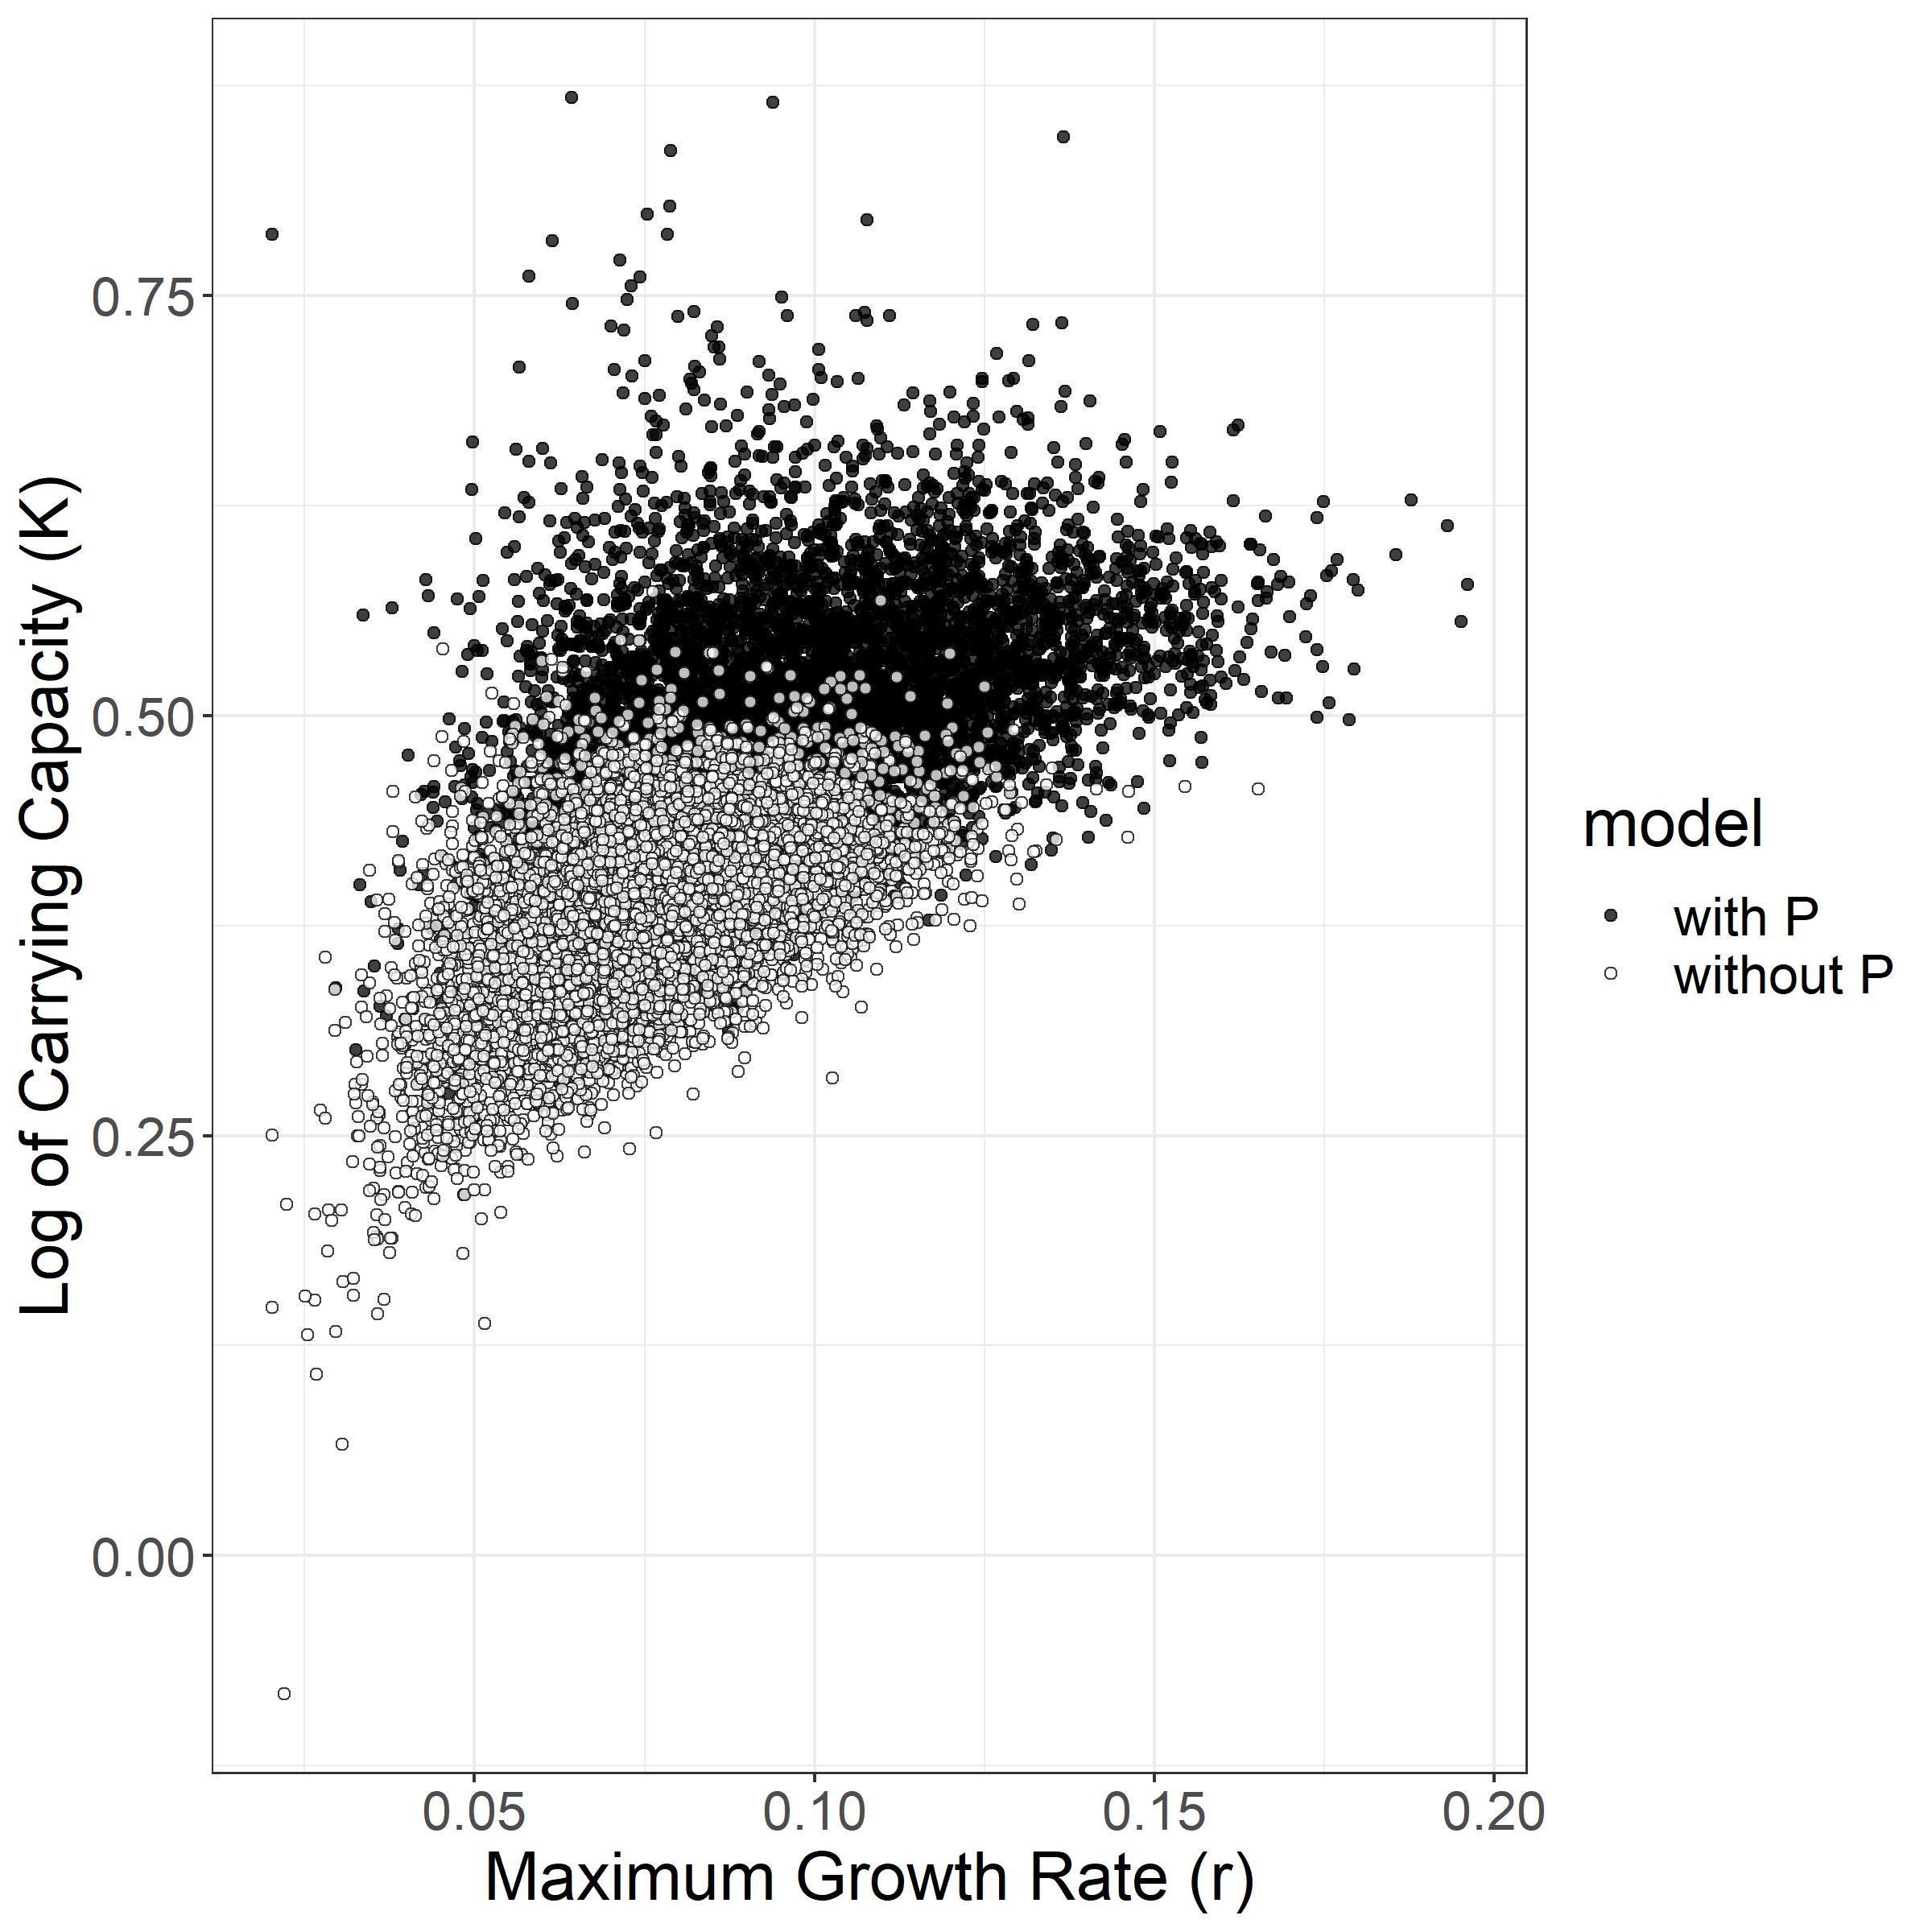 Log of Carrying Capacity (K)
0.75
0.50
0.25
0.00
0.05
0.10
0.15
0.20
Maximum Growth Rate (r)
model
with P
without P